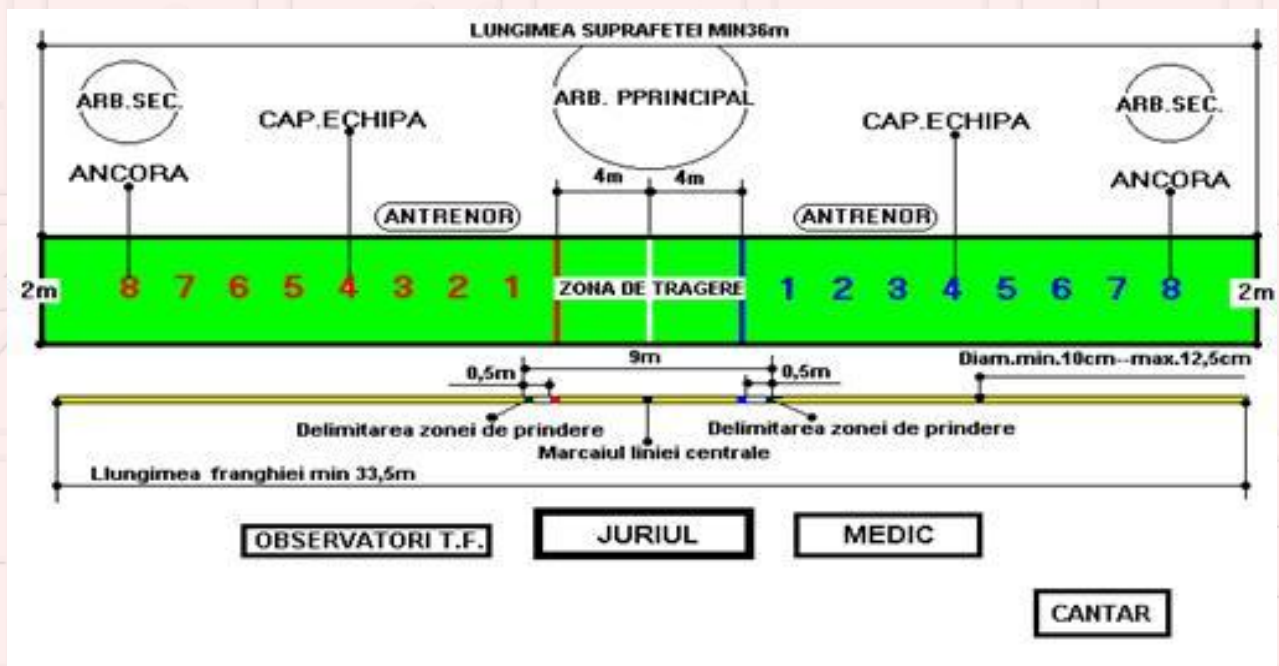 LUNGIMEA SUPRAFETEI MIN36m
ARB.SEC.
CAP.ECHIPA
ARB. PPRINCIPAL
CAP.ECHIPA
ARB.SEC.
ANCORA
4m
4m
ANCORA
ANTRENOR
ANTRENOR
2m
8 7 6 5 4 3 2 1
ZONA DE TRAGERE
1 2 3 4 5 6 7 8
2m
9m
Diam.min.10cm--max.12,5cm
0,5m
0,5m
Delimitarea zonei de prindere
Delimitarea zonei de prindere
Marcaiul liniei centrale
Llungimea franghiei min 33,5m
OBSERVATORI T.F.
JURIUL
MEDIC
CANTAR